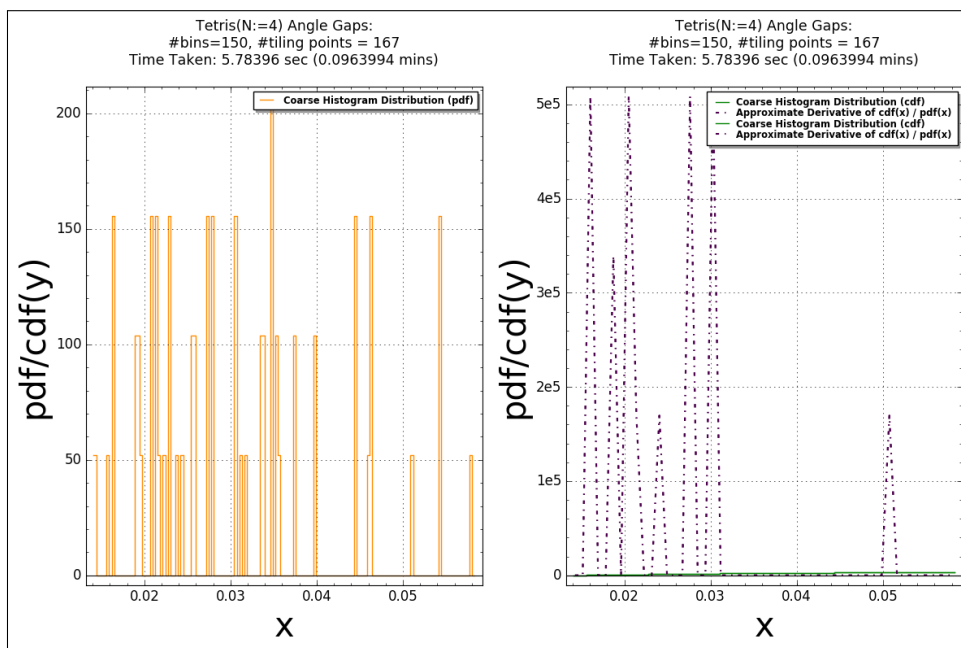 Tetris(N:=4) Angle Gaps:
#bins=150, #tiling points = 167
Time Taken: 5.78396 sec (0.0963994 mins)
Coarse Histogram Distribution (pdf)
200
150
100
50
0
pdf/cdf(y)
0.02 0.03 0.04 0.05
x
Tetris(N:=4) Angle Gaps:
#bins=150, #tiling points = 167
Time Taken: 5.78396 sec (0.0963994 mins)
Coarse Histogram Distribution (cdf)
Approximate Derivative of cdf(x) / pdf(x)
Coarse Histogram Distribution (cdf)
Approximate Derivative of cdf(x) / pdf(x)
5e5
4e5
3e5
2e5
1e5
0
pdf/cdf(y)
0.02 0.03 0.04 0.05
x